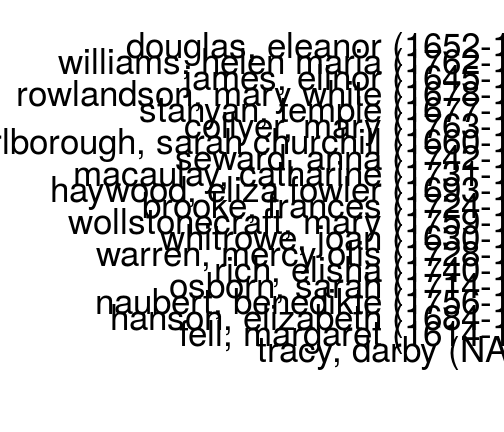 douglas, eleanor (1652-1
williams, helen maria (1762-1
james, elinor (1645-1
rowlandson, mary white (1678-1
stanyan, temple (1677-1
collyer, mary (1763-1
rlborough, sarah churchill (1660-1
seward, anna (1742-1
macaulay, catharine (1731-1
haywood, eliza fowler (1693-1
brooke, frances (1724-1
wollstonecraft, mary (1759-1
whitrowe, joan (1630-1
warren, mercy otis (1728-1
rich, elisha (1740-1
osborn, sarah (1714-1
naubert, benedikte (1756-1
hanson, elizabeth (1684-1
fell, margaret (1614-1
tracy, darby (NA